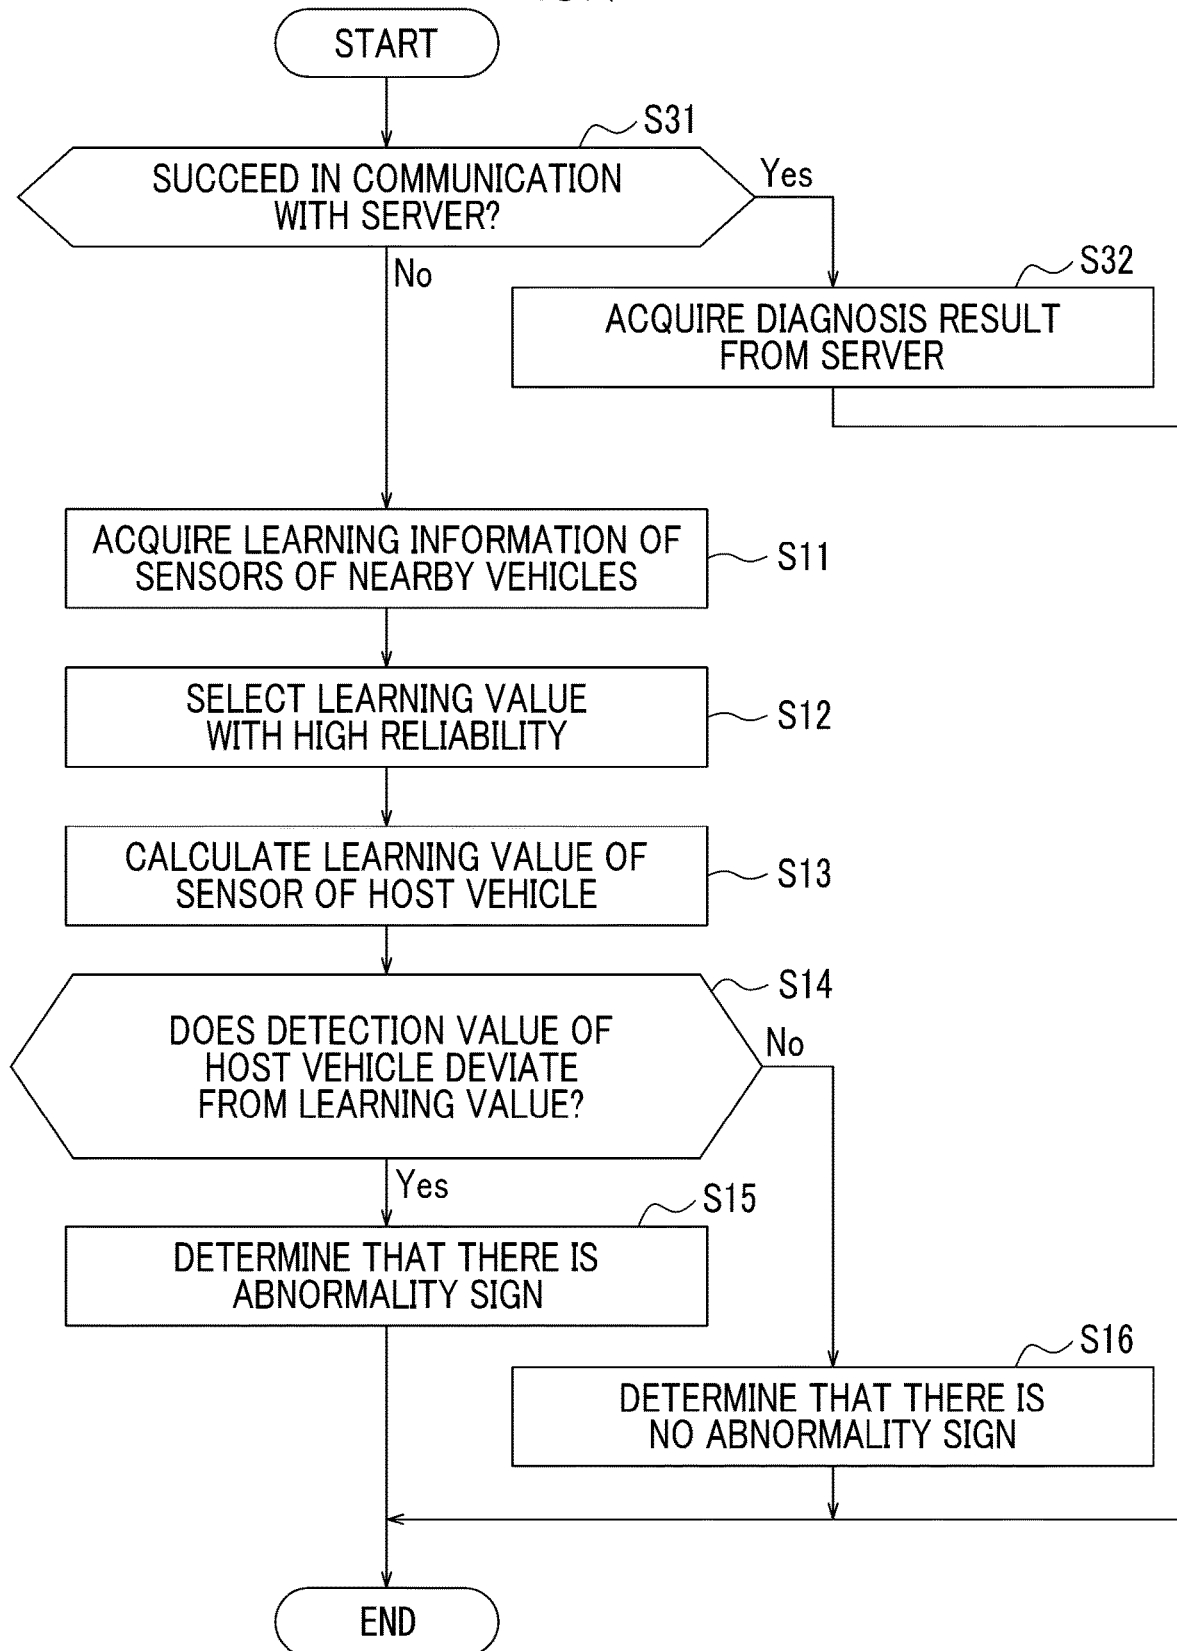 START
S31
SUCCEED IN COMMUNICATION
WITH SERVER?
Yes
No
S32
ACQUIRE DIAGNOSIS RESULT
FROM SERVER
ACQUIRE LEARNING INFORMATION OF
SENSORS OF NEARBY VEHICLES
S11
SELECT LEARNING VALUE
WITH HIGH RELIABILITY
S12
CALCULATE LEARNING VALUE OF
SENSOR OF HOST VEHICLE
S13
S14
DOES DETECTION VALUE OF
HOST VEHICLE DEVIATE
FROM LEARNING VALUE?
No
Yes
S15
DETERMINE THAT THERE IS
ABNORMALITY SIGN
S16
DETERMINE THAT THERE IS
NO ABNORMALITY SIGN
END